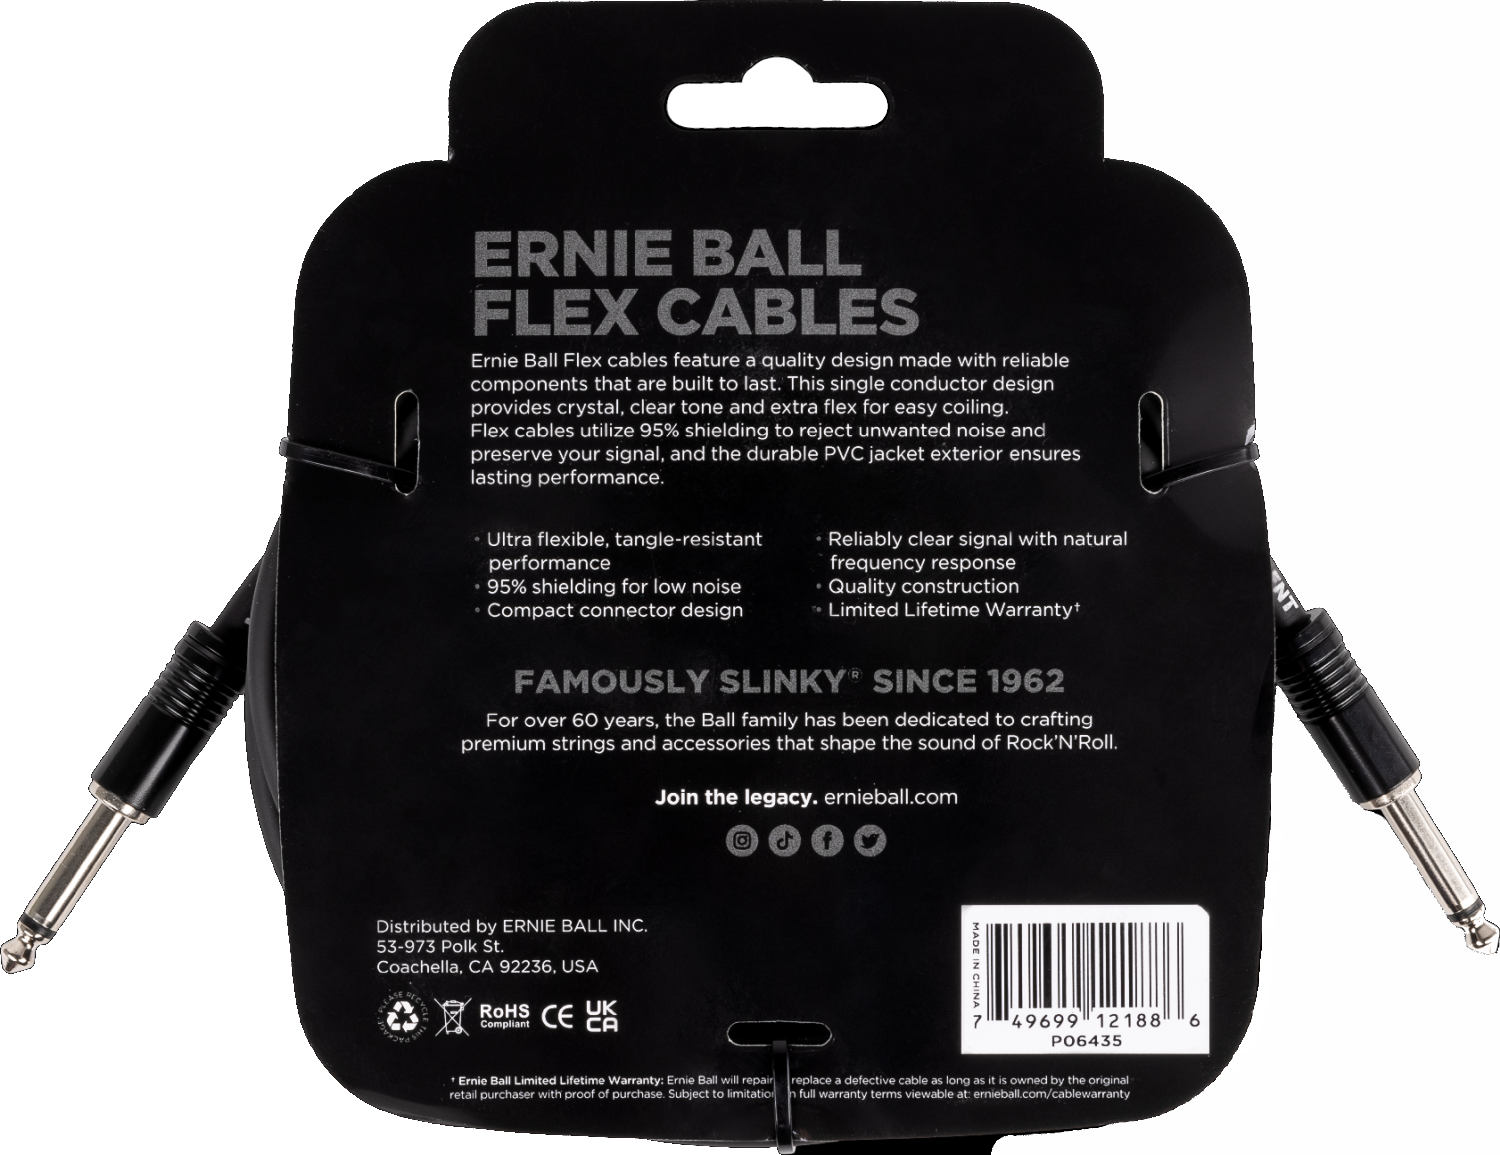 ERNIE BALL
FLEX CABLES
Ernie Ball Flex cables feature a quality design made with reliable
components that are built to last. This single conductor design
provides crystal, clear tone and extra flex for easy coiling.
Flex cables utilize 95% shielding to reject unwanted noise and
preserve your signal, and the durable PVC jacket exterior ensures
lasting performance.
• Ultra flexible, tangle-resistant
performance
• 95% shielding for low noise
• Compact connector design
• Reliably clear signal with natural
frequency response
• Quality construction
• Limited Lifetime Warranty†
FAMOUSLY SLINKY® SINCE 1962
For over 60 years, the Ball family has been dedicated to crafting
premium strings and accessories that shape the sound of Rock'N'Roll.
Join the legacy. ernieball.com
Distributed by ERNIE BALL INC.
53-973 Polk St.
Coachella, CA 92236, USA
PLEASE RECYCLE THIS PACKAGE
RoHS
Compliant
CE
UK
CA
MADE IN CHINA
7 49699 12188 6
P06435
† Ernie Ball Limited Lifetime Warranty: Ernie Ball will repair replace a defective cable as long as it is owned by the original
retail purchaser with proof of purchase. Subject to limitation full warranty terms viewable at: ernieball.com/cablewarranty